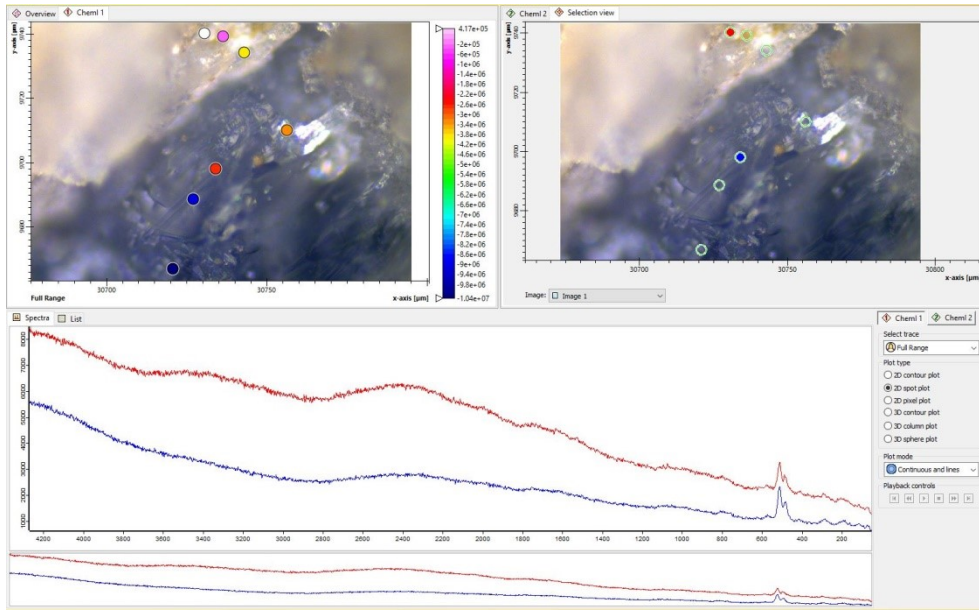 Overview
ChemI 1
y-axis [µm]
9740
9720
9700
9680
30700
30750
Full Range
x-axis [µm]
4.17e+05
-2e+05
-6e+05
-1e+06
-1.4e+06
-1.8e+06
-2.2e+06
-2.6e+06
-3e+06
-3.4e+06
-3.8e+06
-4.2e+06
-4.6e+06
-5e+06
-5.4e+06
-5.8e+06
-6.2e+06
-6.6e+06
-7e+06
-7.4e+06
-7.8e+06
-8.2e+06
-8.6e+06
-9e+06
-9.4e+06
-9.8e+06
-1.04e+07
ChemI 2
Selection view
y-axis [µm]
9740
9720
9700
9680
30700
30750
30800
x-axis [µm]
Image:
Image 1
Spectra
List
8000
7000
6000
5000
4000
3000
2000
1000
4200 4000 3800 3600 3400 3200 3000 2800 2600 2400 2200 2000 1800 1600 1400 1200 1000 800 600 400 200
ChemI 1
ChemI 2
Select trace
Full Range
Plot type
2D contour plot
2D spot plot
2D pixel plot
3D contour plot
3D column plot
3D sphere plot
Plot mode
Continuous and lines
Playback controls